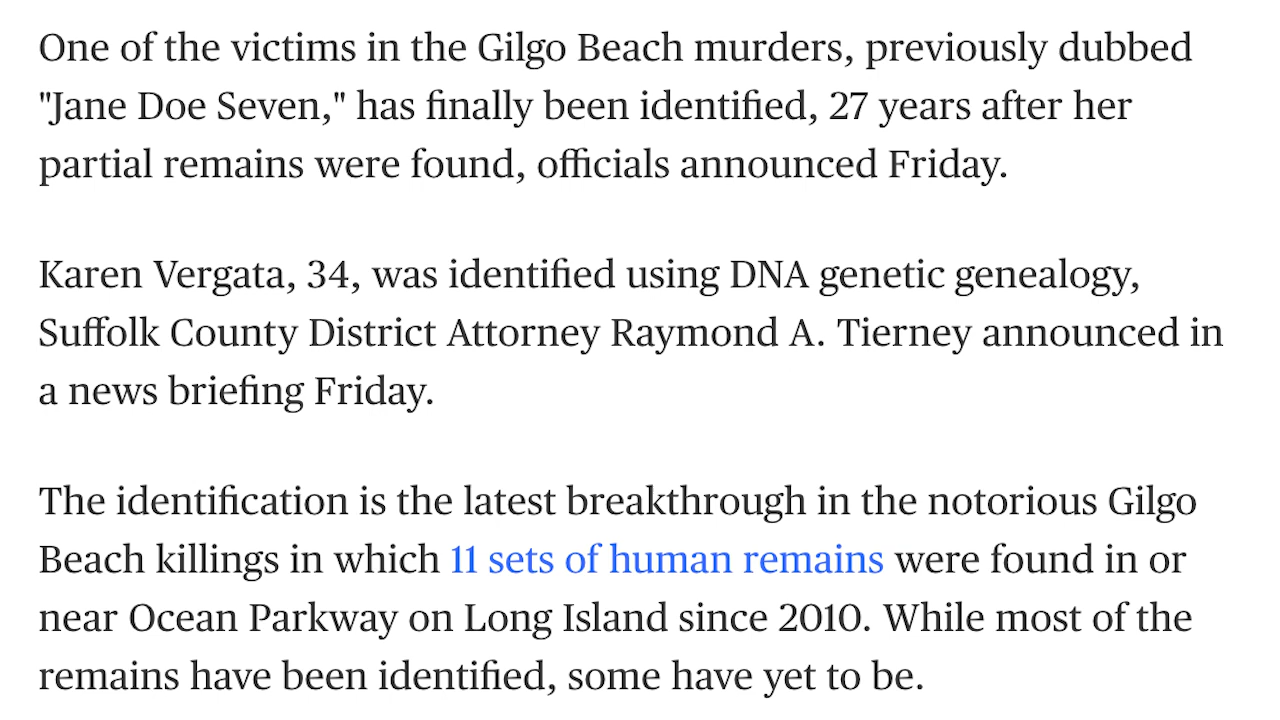 One of the victims in the Gilgo Beach murders, previously dubbed
"Jane Doe Seven," has finally been identified, 27 years after her
partial remains were found, officials announced Friday.
Karen Vergata, 34, was identified using DNA genetic genealogy,
Suffolk County District Attorney Raymond A. Tierney announced in
a news briefing Friday.
The identification is the latest breakthrough in the notorious Gilgo
Beach killings in which 11 sets of human remains were found in or
near Ocean Parkway on Long Island since 2010. While most of the
remains have been identified, some have yet to be.